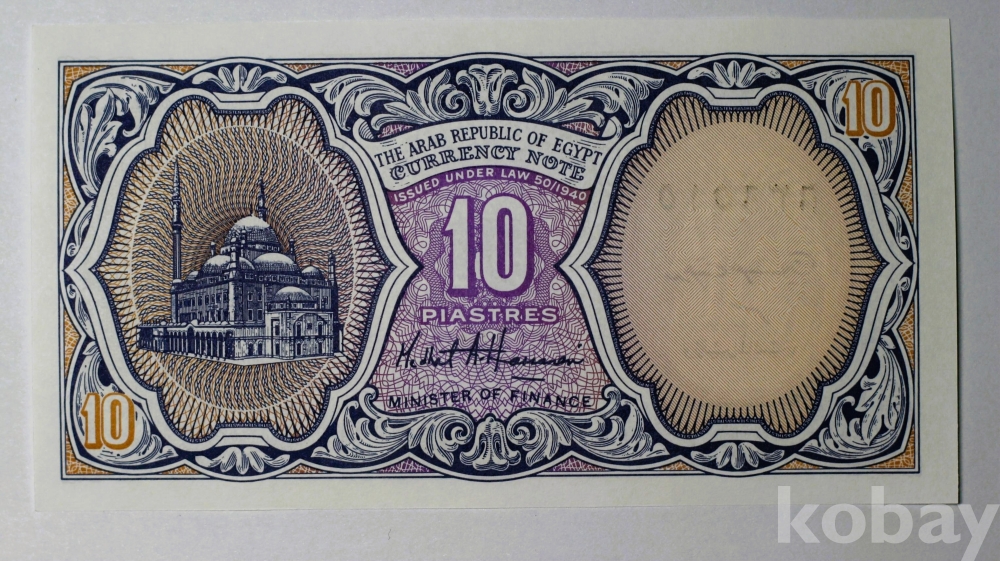 10
THE ARAB REPUBLIC OF EGYPT
CURRENCY NOTE
ISSUED UNDER LAW 50/1940
10
PIASTRES
MINISTER OF FINANCE
10
kobay